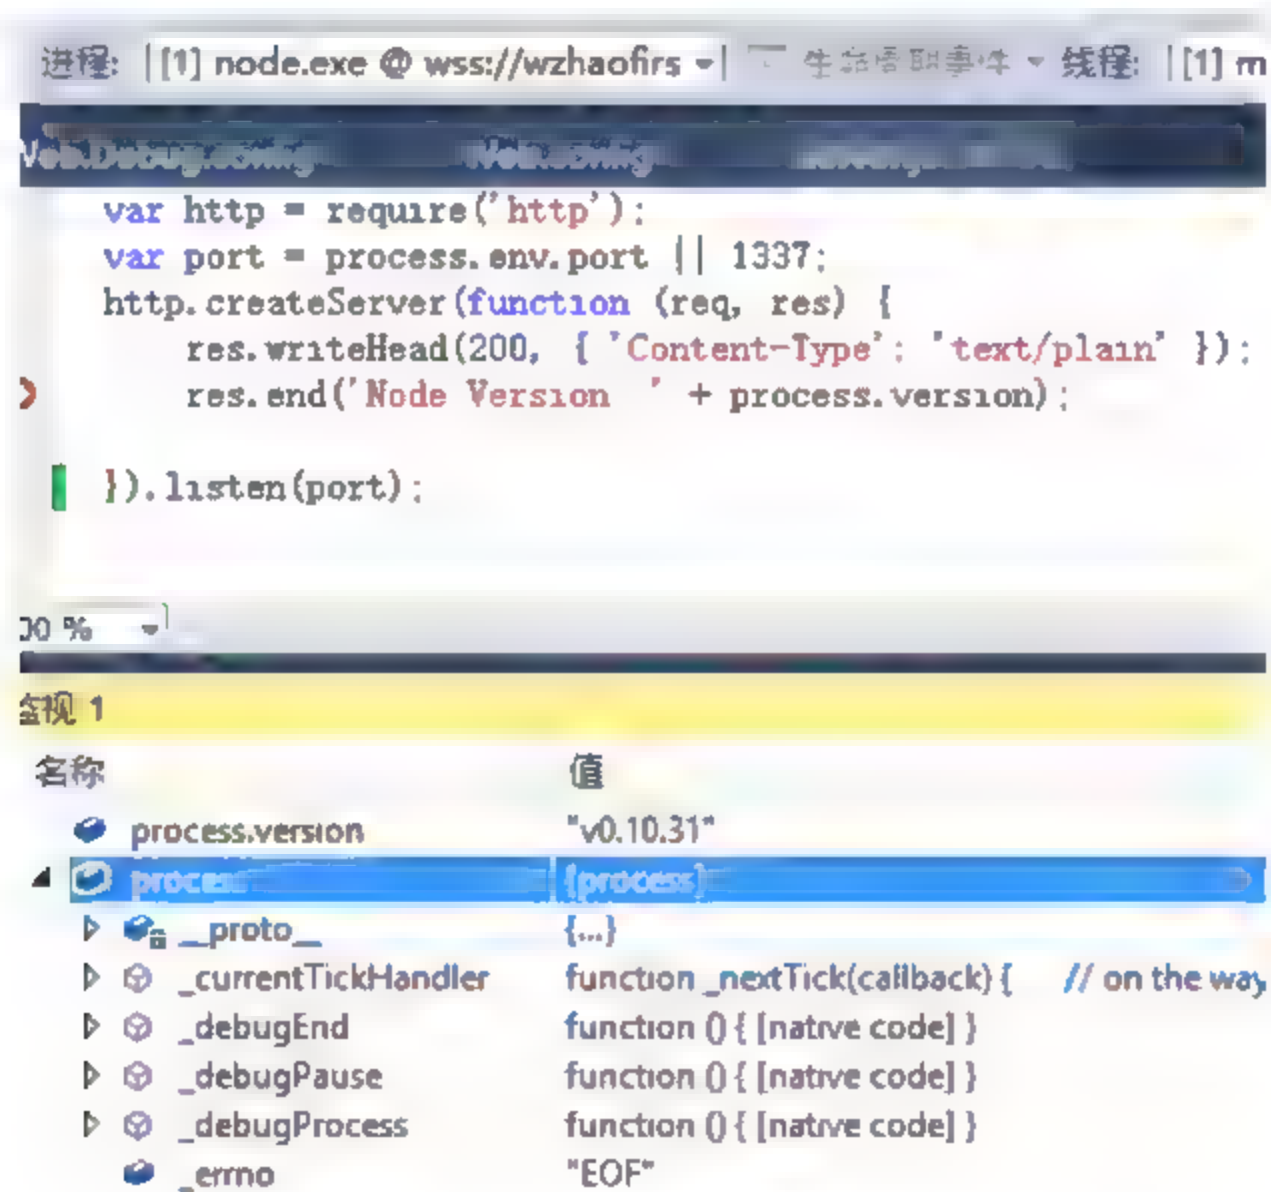 进程: [1] node.exe @ wss://wzhaofirs 线程: [1] m
var http = require('http');
var port = process.env.port || 1337;
http.createServer(function (req, res) {
res.writeHead(200, { 'Content-Type': 'text/plain' });
res.end('Node Version ' + process.version);
}).listen(port);
00 %
监视 1
名称 值
process.version "v0.10.31"
process {process}
__proto__ {...}
_currentTickHandler function _nextTick(callback) { // on the way
_debugEnd function () { [native code] }
_debugPause function () { [native code] }
_debugProcess function () { [native code] }
_errno "EOF"